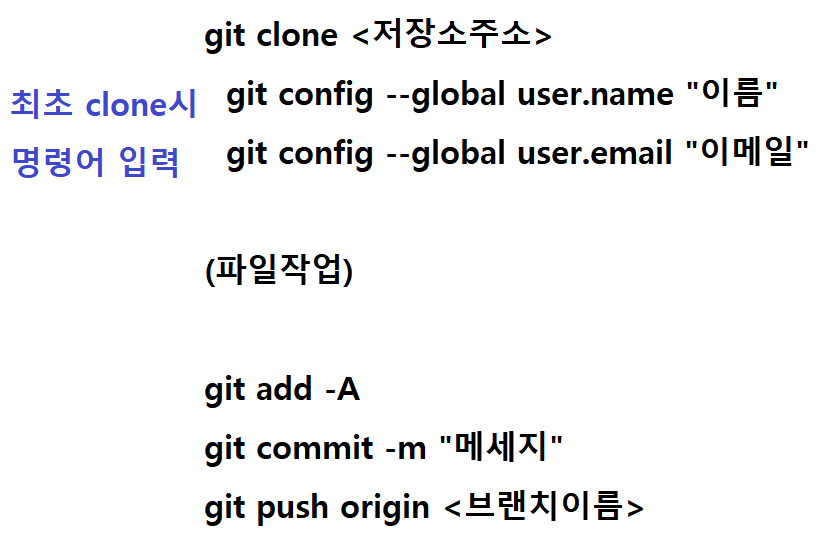 git clone <저장소주소>
최초 clone시
명령어 입력
git config --global user.name "이름"
git config --global user.email "이메일"
(파일작업)
git add -A
git commit -m "메세지"
git push origin <브랜치이름>